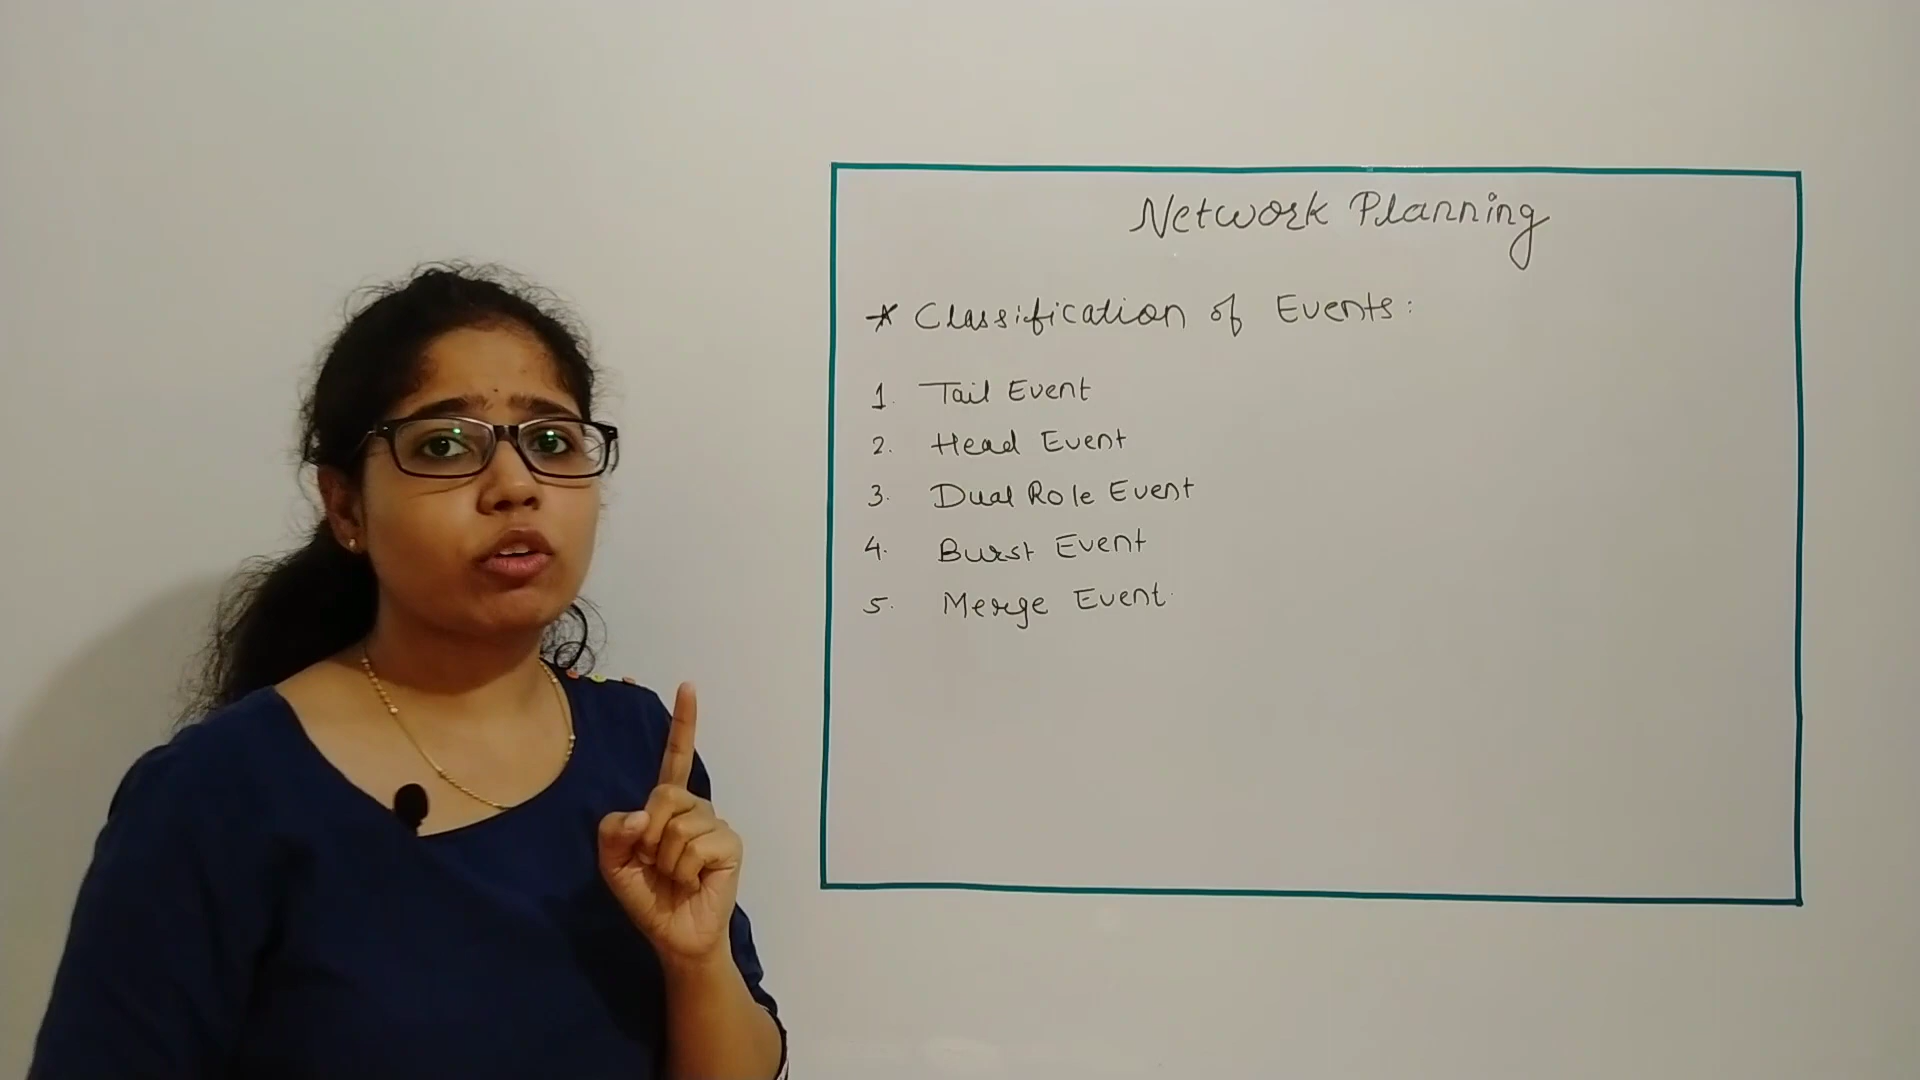 Network Planning
* Classification of Events:
1. Tail Event
2. Head Event
3. Dual Role Event
4. Burst Event
5. Merge Event.